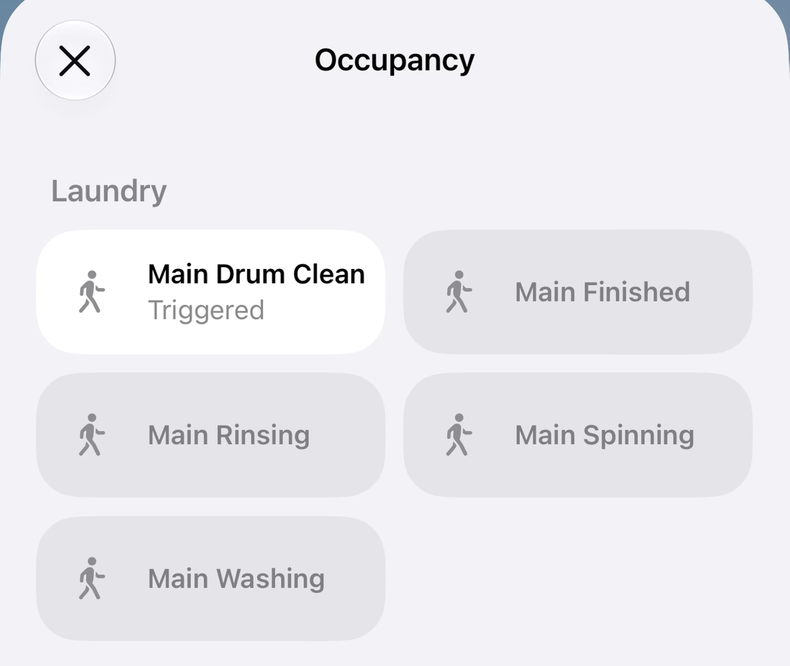 Occupancy
Laundry
Main Drum Clean
Triggered
Main Finished
Main Rinsing
Main Spinning
Main Washing